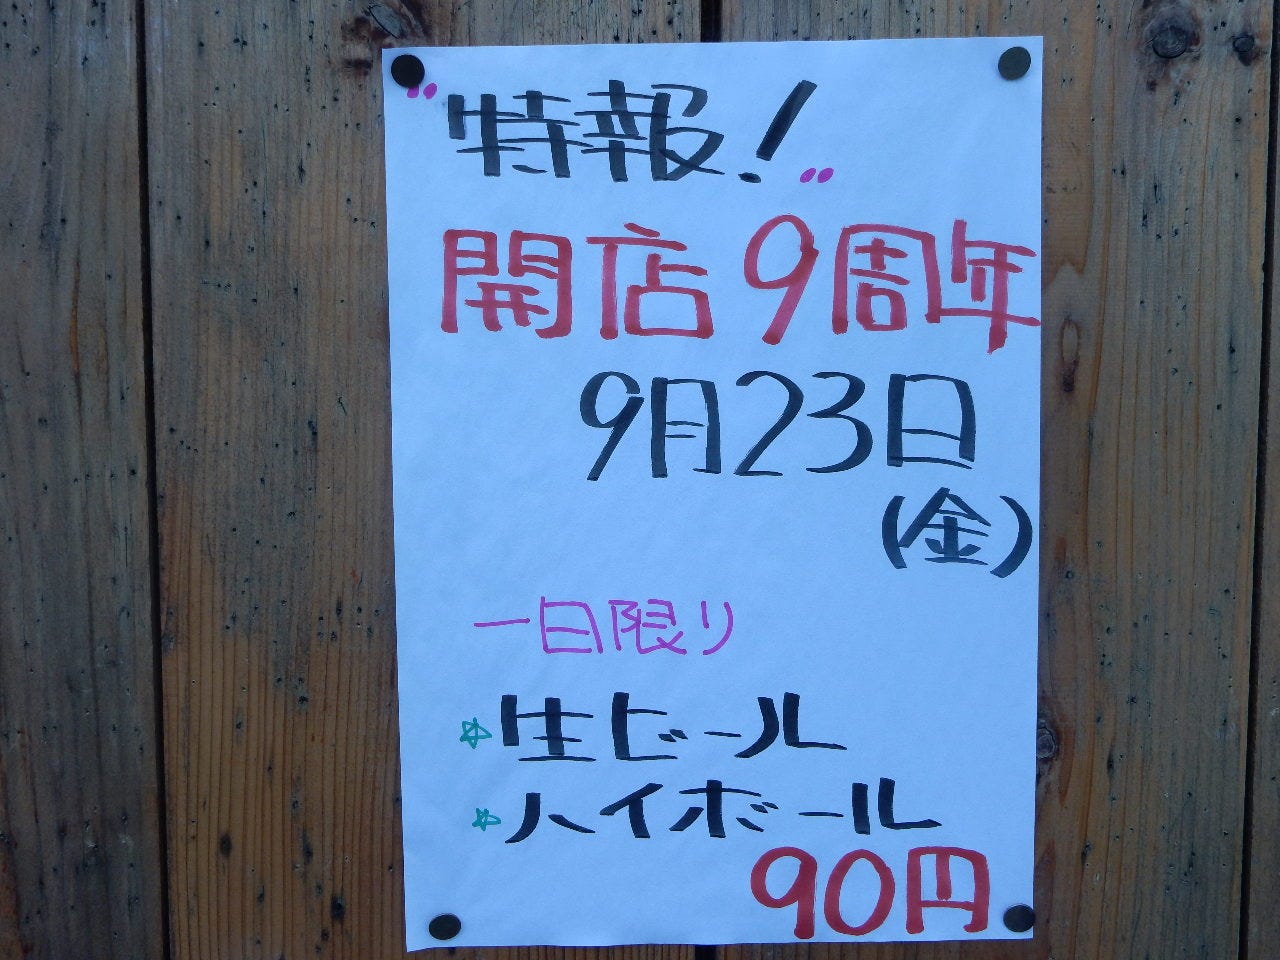 "特報!"
開店9周年
9月23日
(金)
一日限り
☆生ビール
☆ハイボール
90円